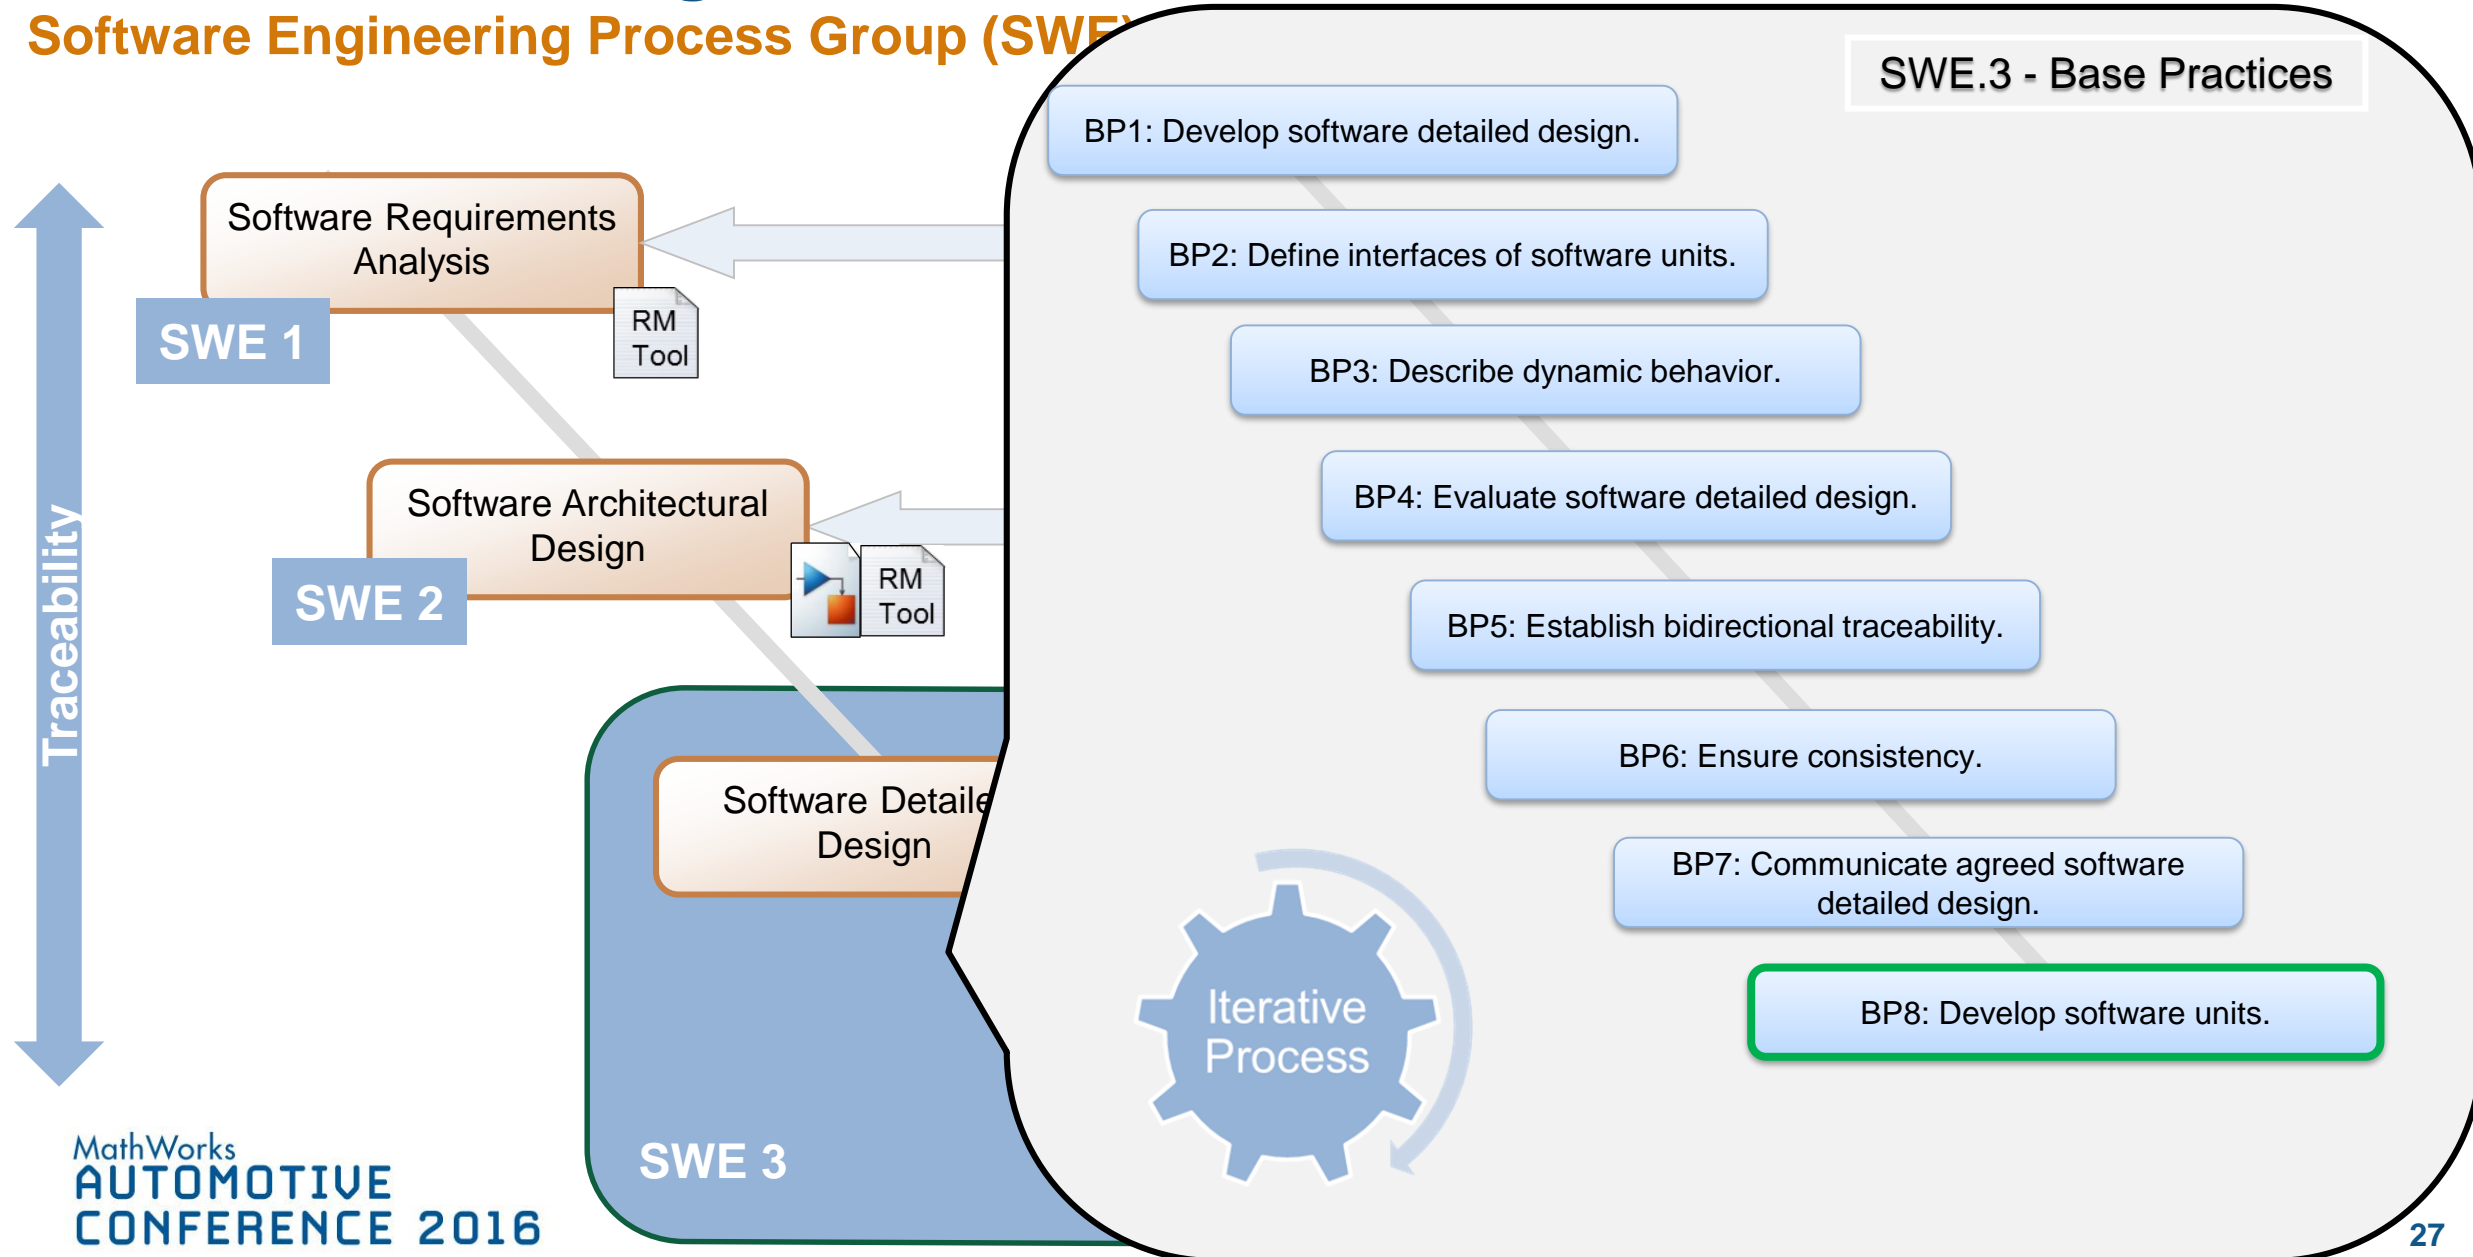 Software Engineering Process Group (SWE)
SWE.3 - Base Practices
BP1: Develop software detailed design.
BP2: Define interfaces of software units.
BP3: Describe dynamic behavior.
BP4: Evaluate software detailed design.
BP5: Establish bidirectional traceability.
BP6: Ensure consistency.
BP7: Communicate agreed software
detailed design.
BP8: Develop software units.
Iterative
Process
Traceability
Software Requirements
Analysis
SWE 1
RM
Tool
Software Architectural
Design
SWE 2
RM
Tool
Software Detaile
Design
SWE 3
MathWorks
AUTOMOTIVE
CONFERENCE 2016
27